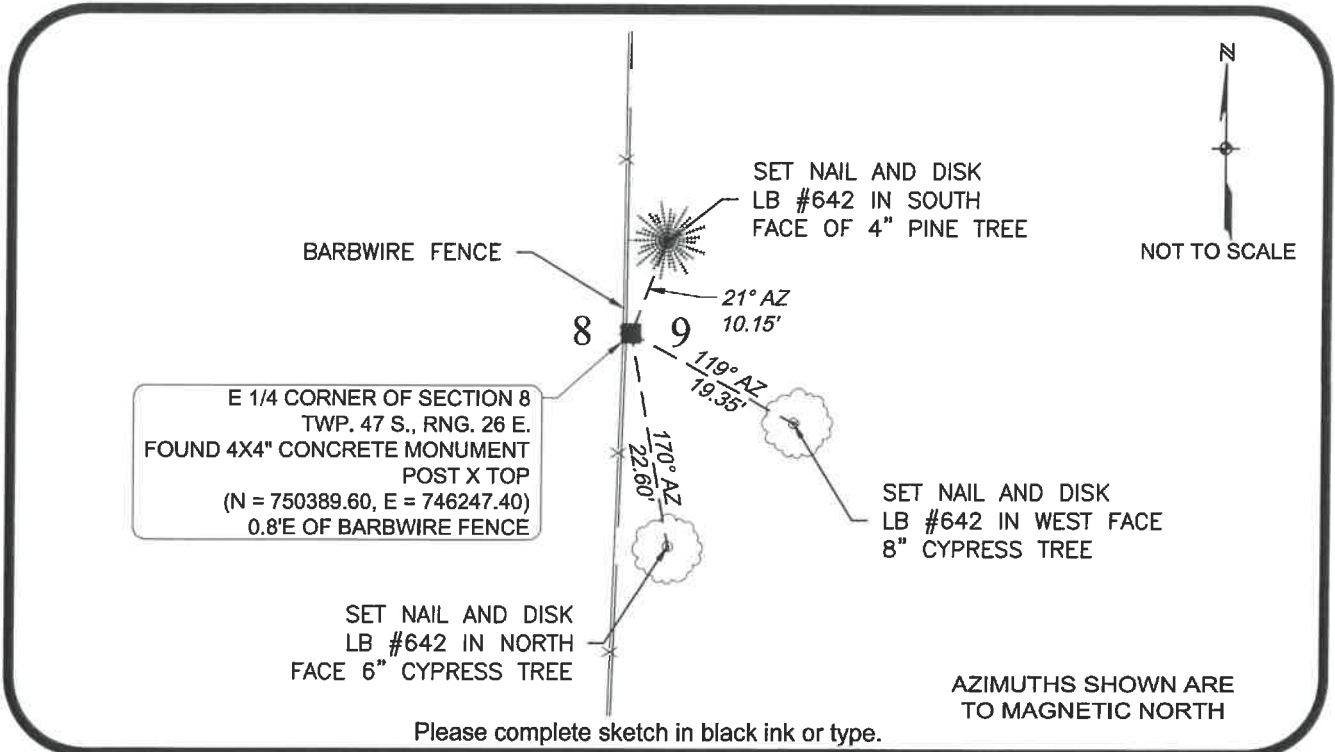 N
NOT TO SCALE
SET NAIL AND DISK
LB #642 IN SOUTH
FACE OF 4" PINE TREE
BARBWIRE FENCE
21° AZ
10.15'
8
9
119° AZ
19.35'
E 1/4 CORNER OF SECTION 8
TWP. 47 S., RNG. 26 E.
FOUND 4X4" CONCRETE MONUMENT
POST X TOP
(N = 750389.60, E = 746247.40)
0.8'E OF BARBWIRE FENCE
170° AZ
22.60'
SET NAIL AND DISK
LB #642 IN WEST FACE
8" CYPRESS TREE
SET NAIL AND DISK
LB #642 IN NORTH
FACE 6" CYPRESS TREE
AZIMUTHS SHOWN ARE
TO MAGNETIC NORTH
Please complete sketch in black ink or type.